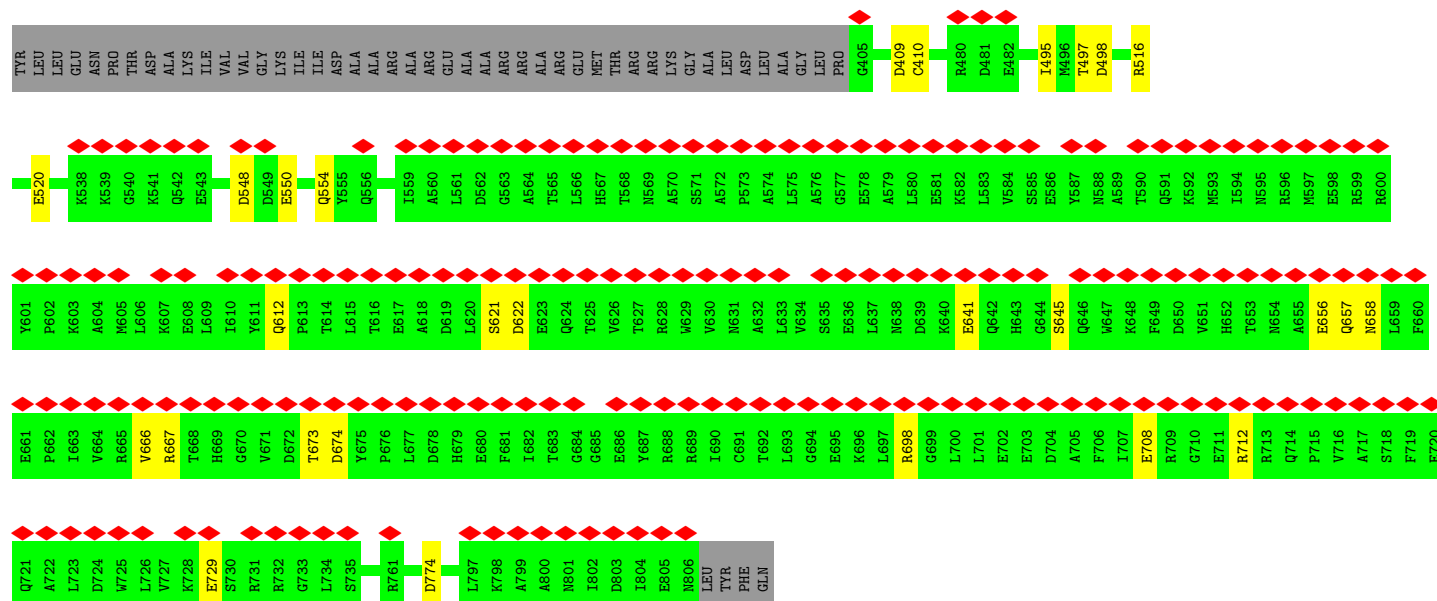 TYR LEU LEU GLU ASN PRO THR ASP ALA LYS ILE VAL VAL GLY LYS ILE ILE ASP ALA ALA ARG ALA ARG GLU ALA ALA ARG ARG ALA ARG GLU MET THR ARG ARG LYS GLY ALA LEU ASP LEU ALA GLY LEU PRO G405 D409 C410 R480 D481 E482 I495 M496 T497 D498 R516
E520 K538 K539 G540 K541 Q542 E543 D548 D549 E550 Q554 Y555 Q556 I559 A560 L561 D562 G563 A564 T565 L566 H567 T568 N569 A570 S571 A572 P573 A574 L575 A576 G577 E578 A579 L580 E581 K582 L583 V584 S585 E586 Y587 N588 A589 T590 Q591 K592 M593 I594 N595 R596 M597 E598 R599 R600
Y601 P602 K603 A604 M605 L606 K607 E608 L609 I610 Y611 Q612 P613 T614 L615 T616 E617 A618 D619 L620 S621 D622 E623 Q624 T625 V626 T627 R628 W629 V630 N631 A632 L633 V634 S635 E636 L637 N638 D639 K640 E641 Q642 H643 G644 S645 Q646 W647 K648 F649 D650 V651 H652 T653 N654 A655 E656 Q657 N658 L659 F660
E661 P662 I663 V664 R665 V666 R667 T668 H669 G670 V671 D672 T673 D674 Y675 P676 L677 D678 H679 E680 F681 I682 T683 G684 G685 E686 Y687 R688 R689 I690 C691 T692 L693 G694 E695 K696 L697 R698 G699 L700 L701 E702 E703 D704 A705 F706 I707 E708 R709 G710 E711 R712 R713 Q714 P715 V716 A717 S718 F719
Q721 A722 L723 D724 W725 L726 V727 K728 E729 S730 R731 R732 G733 L734 S735 R761 D774 L797 K798 A799 A800 N801 I802 D803 I804 E805 N806 LEU TYR PHE GLN